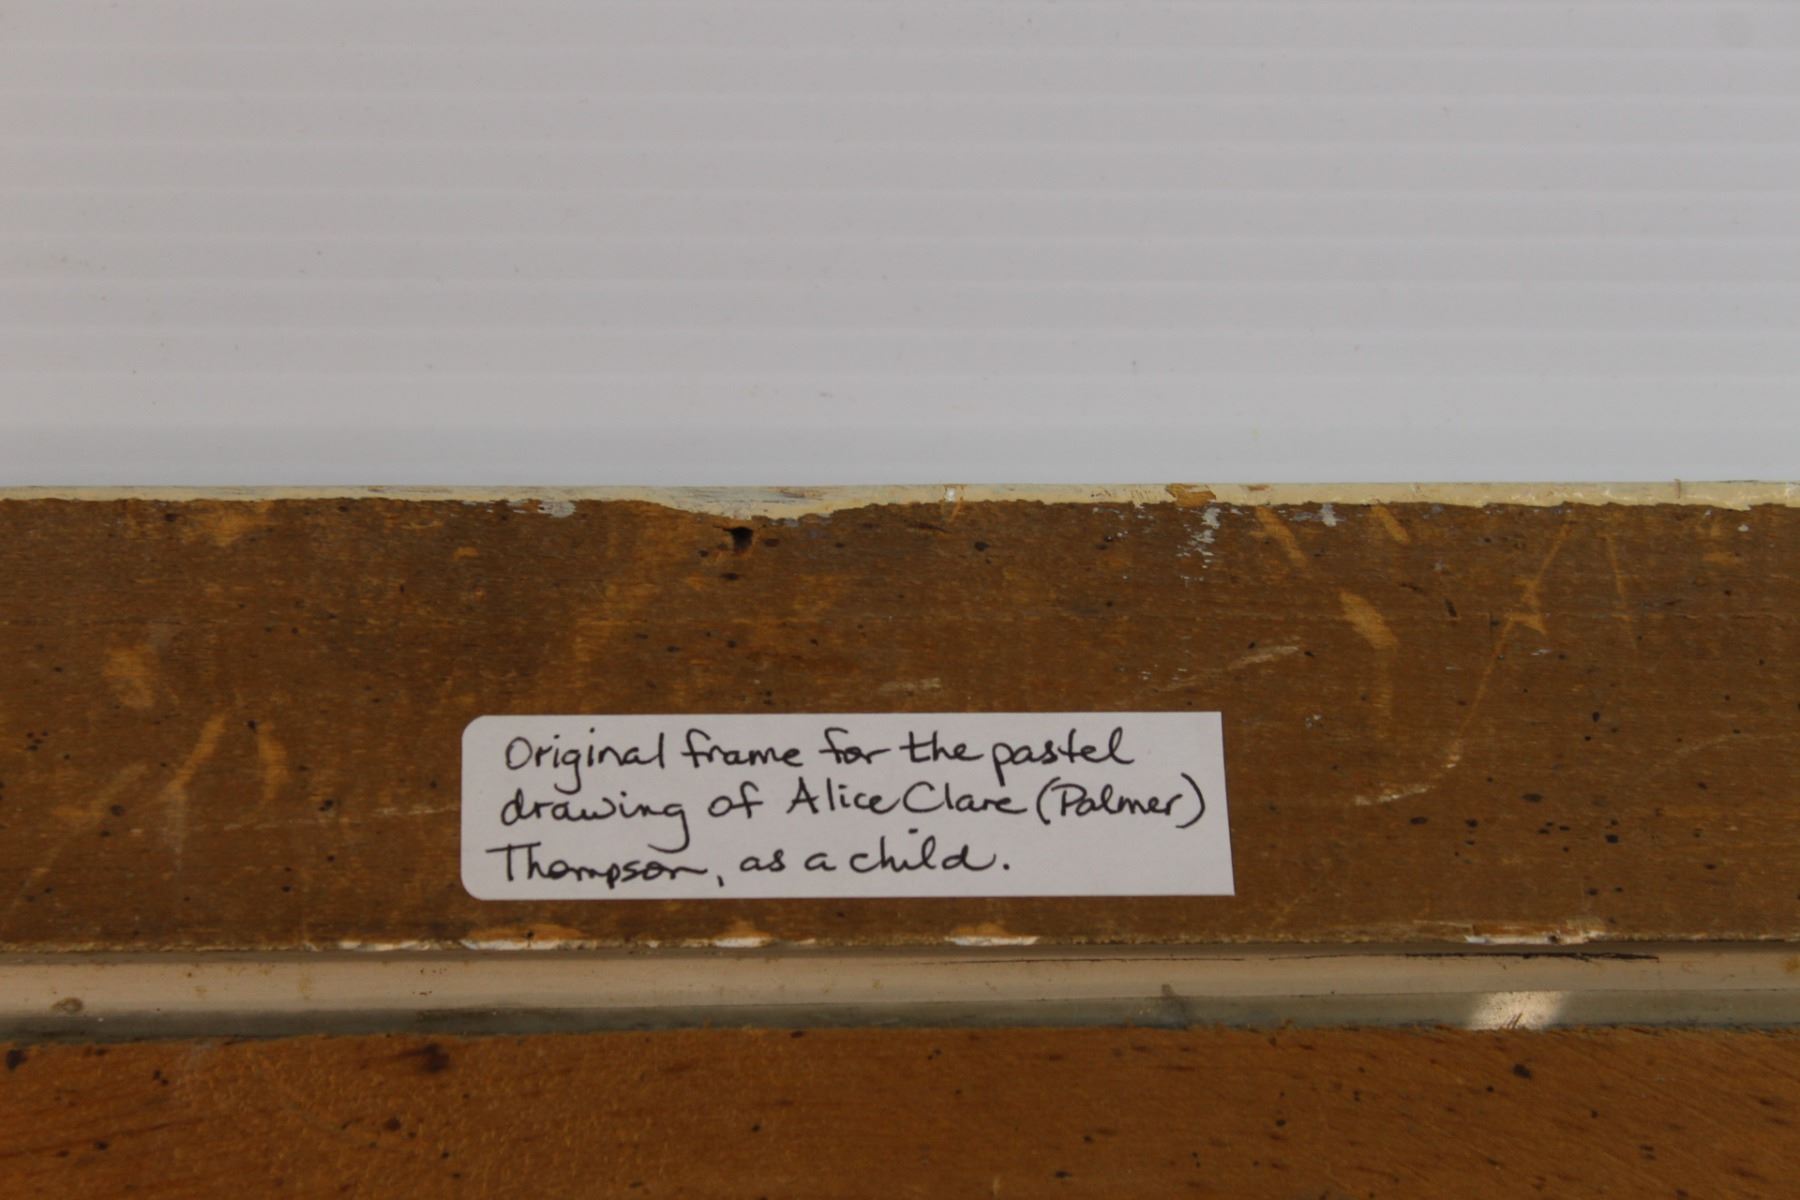 Original frame for the pastel
drawing of Alice Clare (Palmer)
Thompson, as a child.